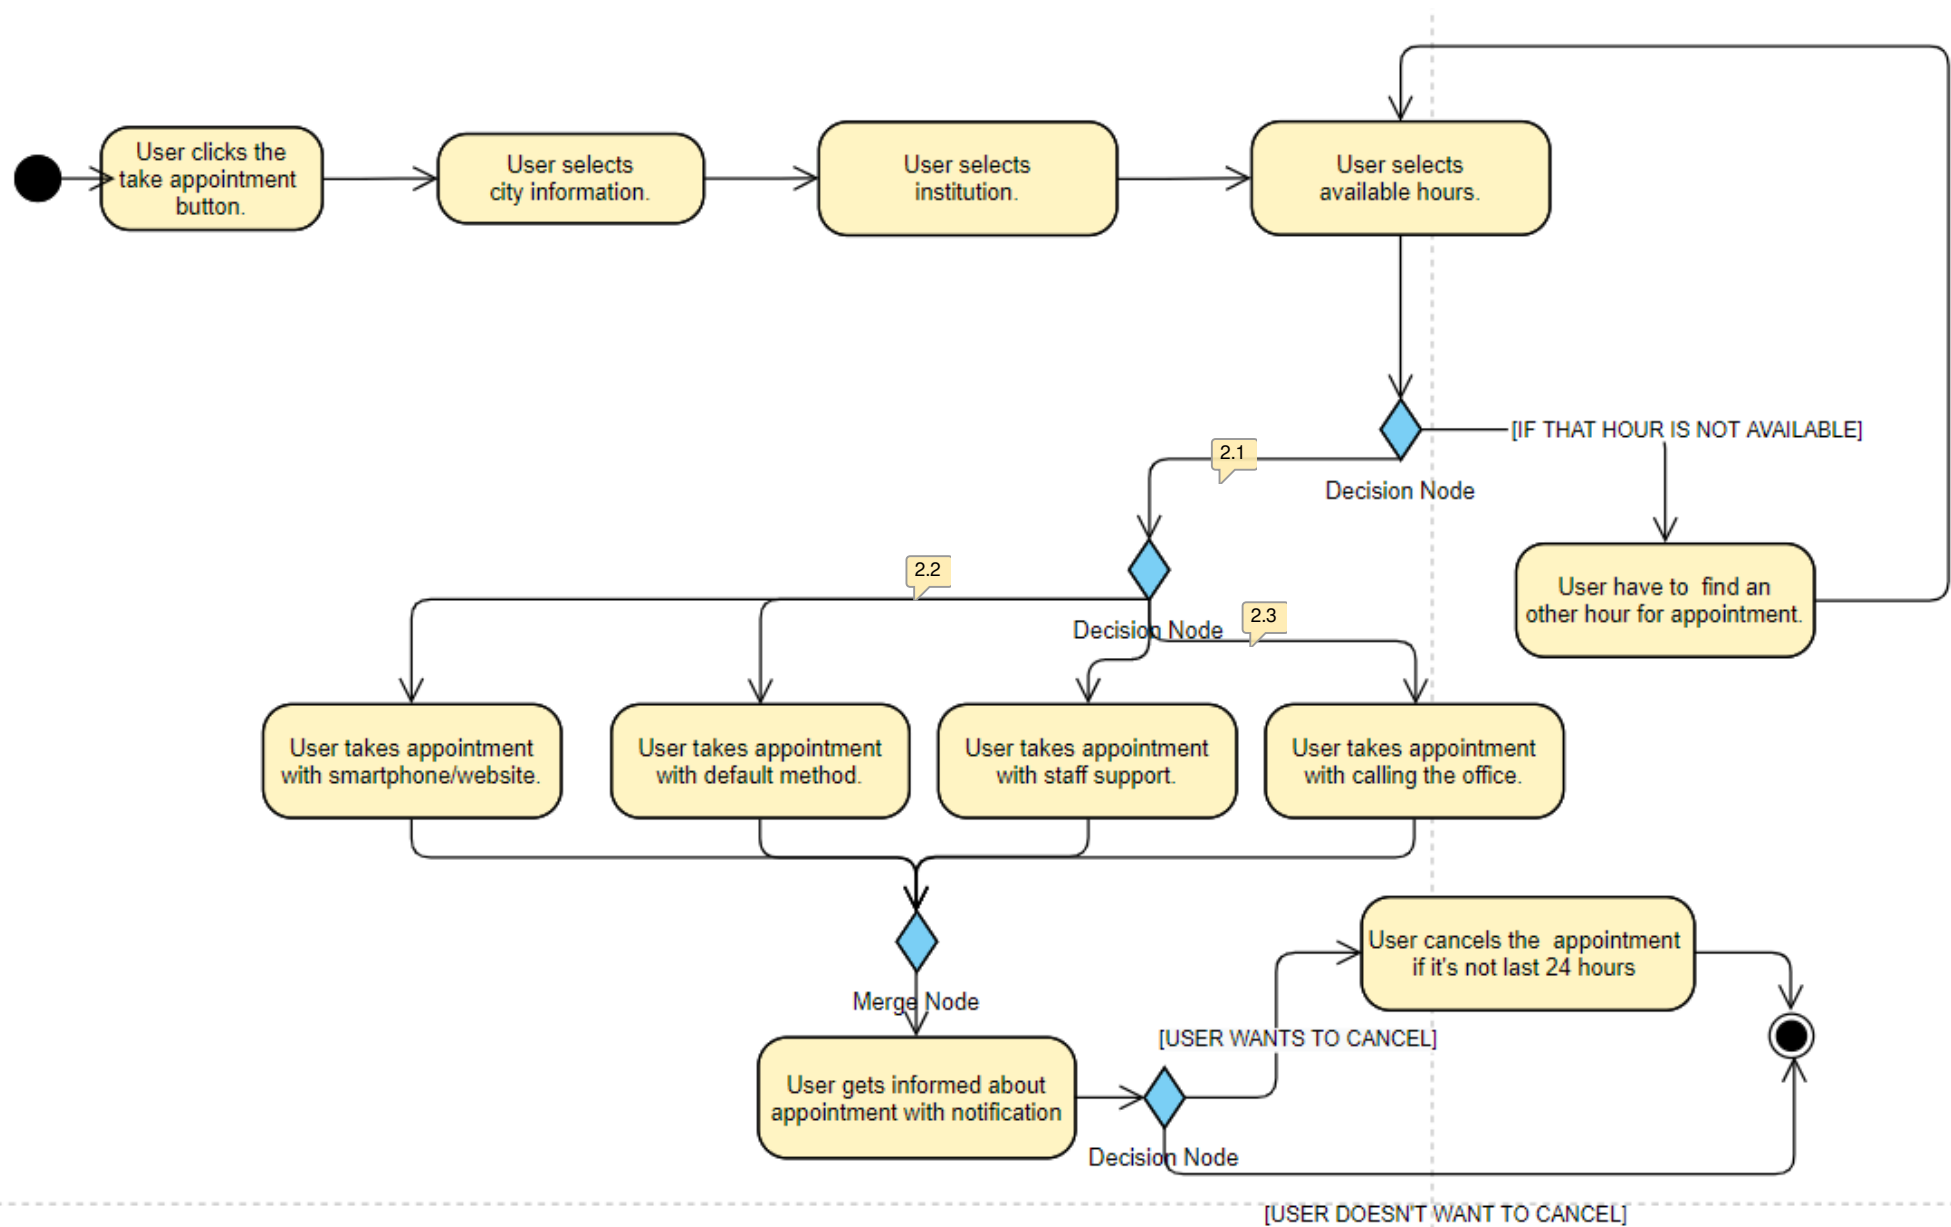 User clicks the
take appointment
button.
User selects
city information.
User selects
institution.
User selects
available hours.
[IF THAT HOUR IS NOT AVAILABLE]
2.1
Decision Node
User have to  find an
other hour for appointment.
2.2
Decision Node
2.3
User takes appointment
with smartphone/website.
User takes appointment
with default method.
User takes appointment
with staff support.
User takes appointment
with calling the office.
User cancels the  appointment
if it's not last 24 hours
Merge Node
[USER WANTS TO CANCEL]
User gets informed about
appointment with notification
Decision Node
[USER DOESN'T WANT TO CANCEL]